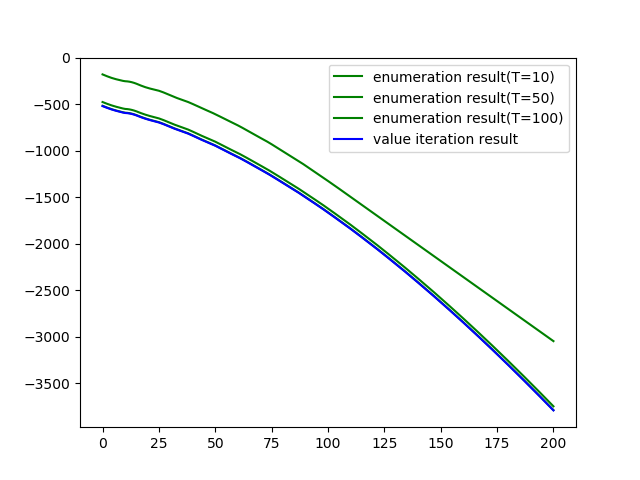 enumeration result(T=10)
enumeration result(T=50)
enumeration result(T=100)
value iteration result
0
−500
−1000
−1500
−2000
−2500
−3000
−3500
0 25 50 75 100 125 150 175 200